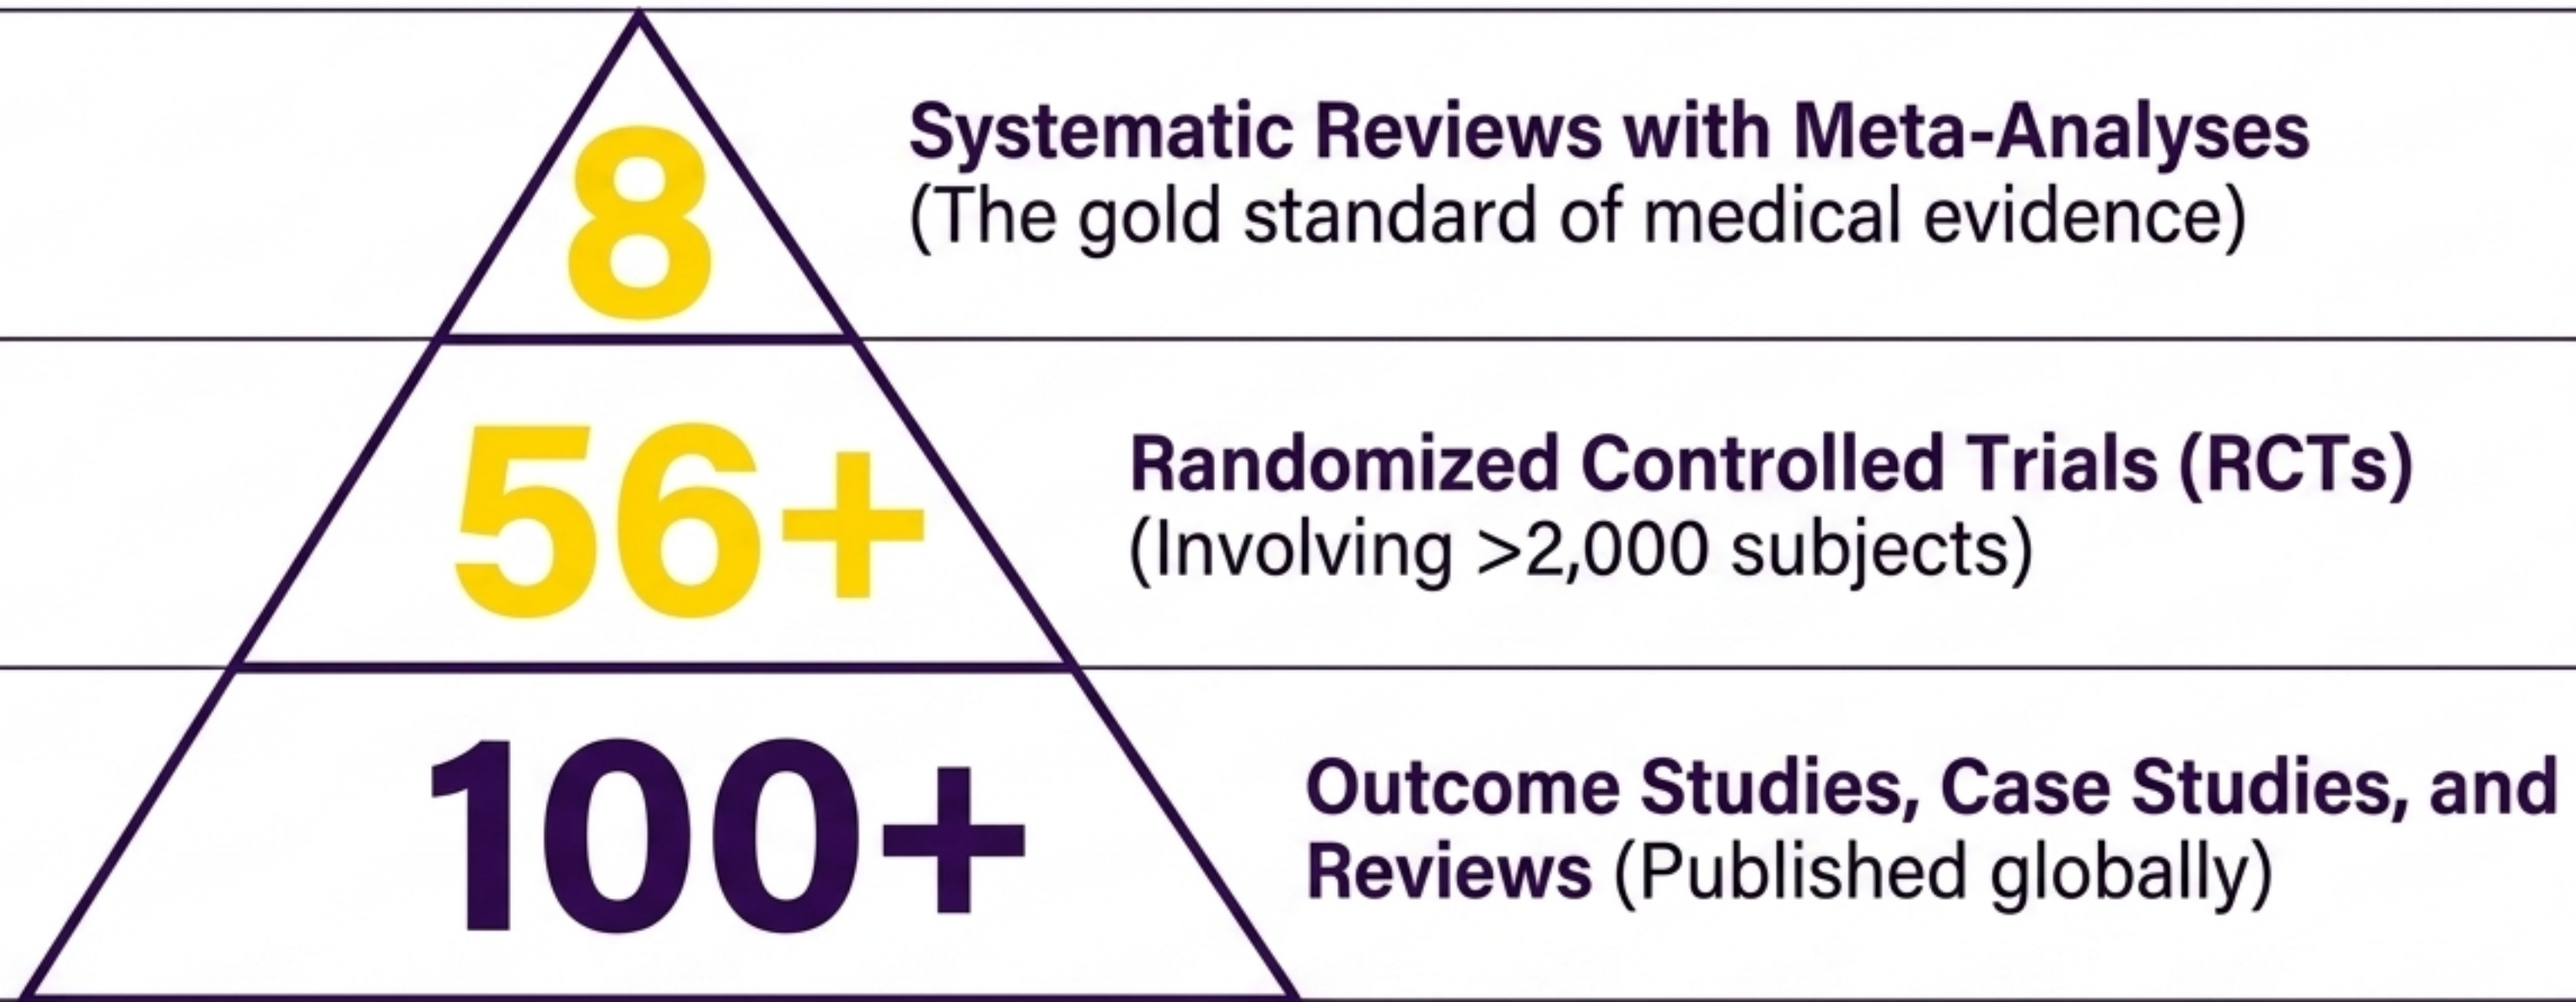 8
Systematic Reviews with Meta-Analyses
(The gold standard of medical evidence)
56+
Randomized Controlled Trials (RCTs)
(Involving >2,000 subjects)
100+
Outcome Studies, Case Studies, and
Reviews (Published globally)